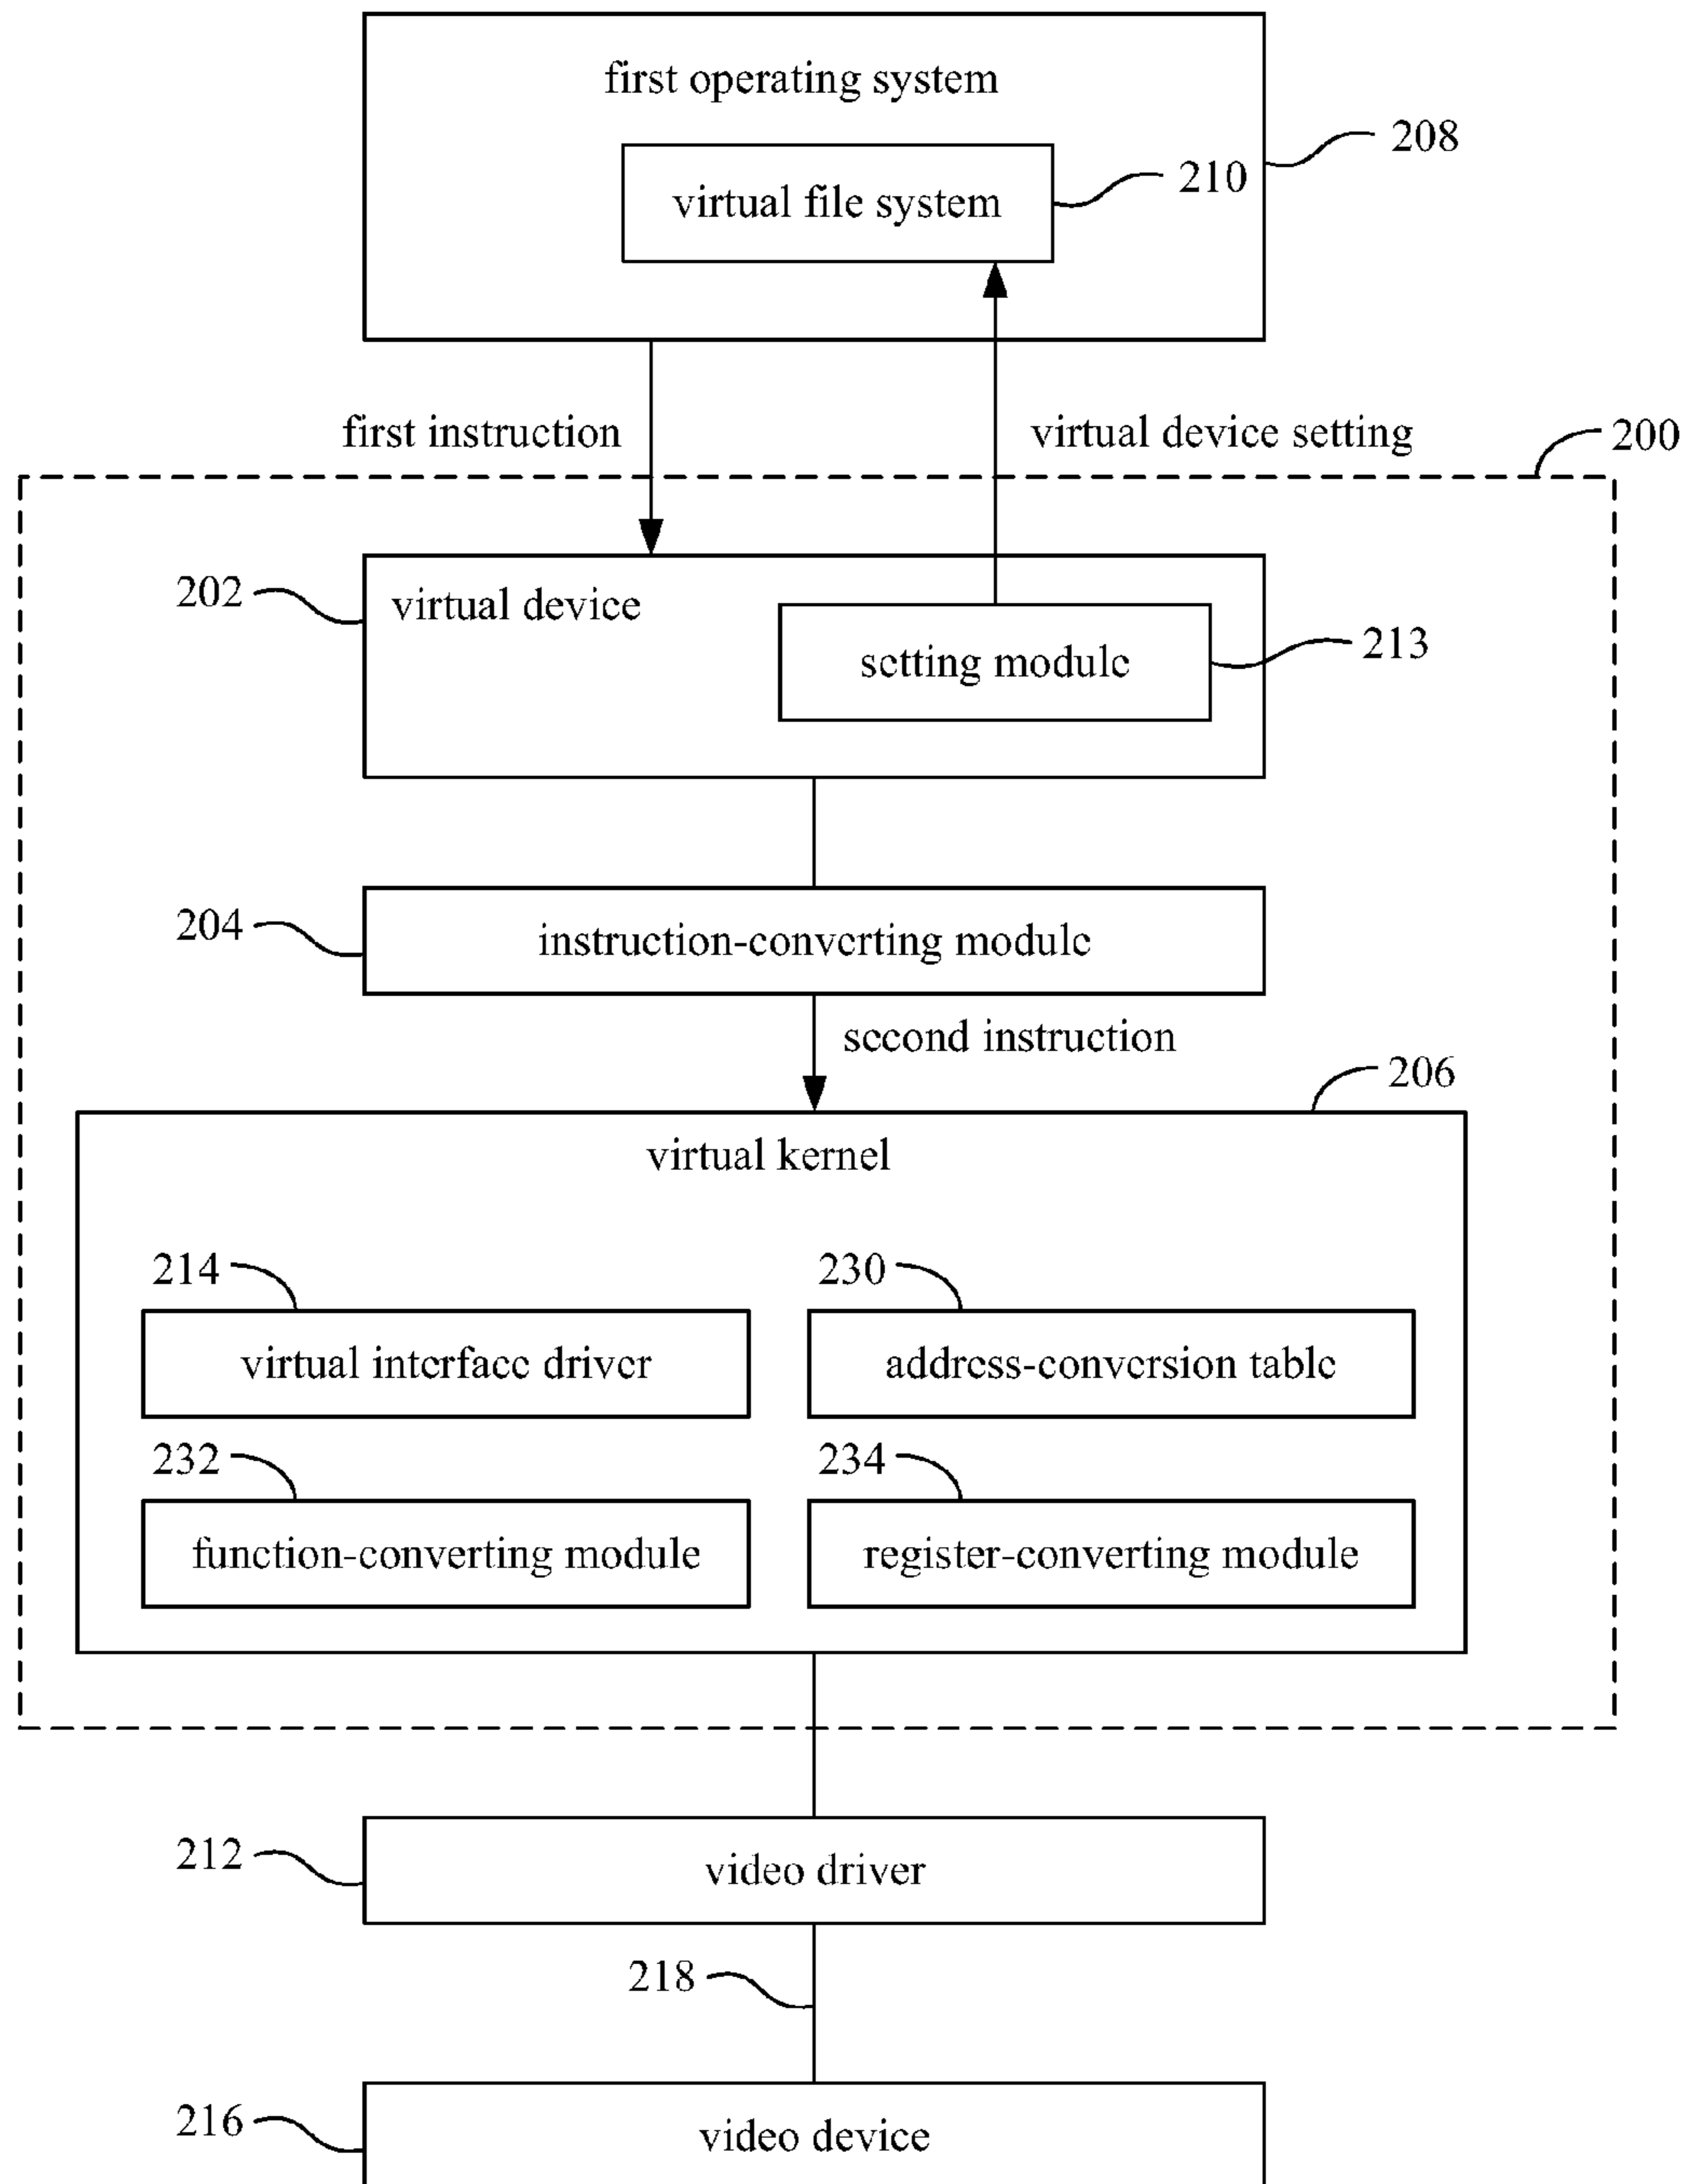 first operating system
208
virtual file system
210
first instruction
virtual device setting
200
202
virtual device
setting module
213
204
instruction-converting module
second instruction
206
virtual kernel
214
230
virtual interface driver
address-conversion table
232
234
function-converting module
register-converting module
212
video driver
218
216
video device